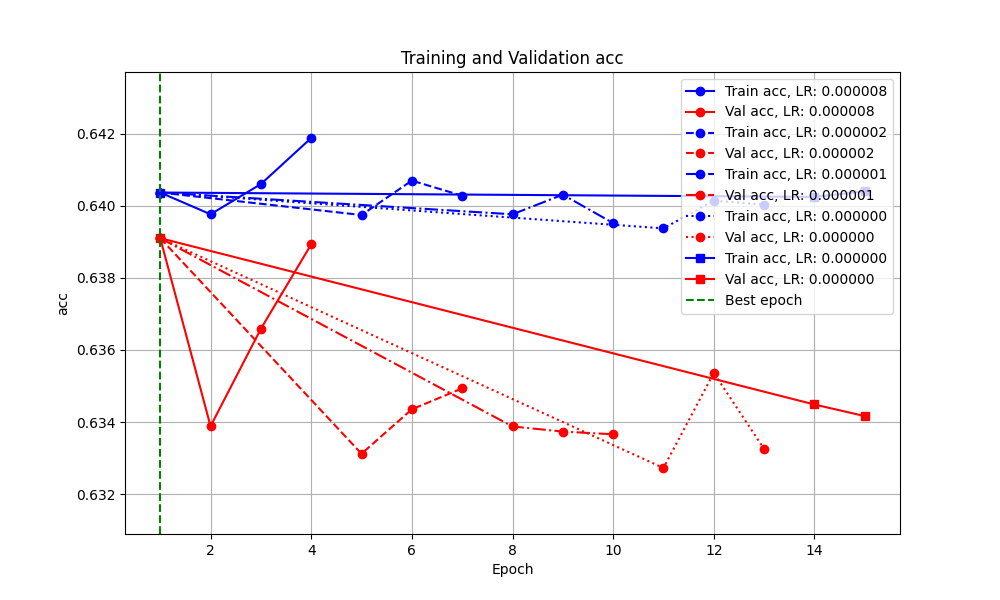 Training and Validation acc
Train acc, LR: 0.000008
Val acc, LR: 0.000008
Train acc, LR: 0.000002
Val acc, LR: 0.000002
Train acc, LR: 0.000001
Val acc, LR: 0.000001
Train acc, LR: 0.000000
Val acc, LR: 0.000000
Train acc, LR: 0.000000
Val acc, LR: 0.000000
Best epoch
0.642
0.640
0.638
0.636
0.634
0.632
acc
2 4 6 8 10 12 14
Epoch